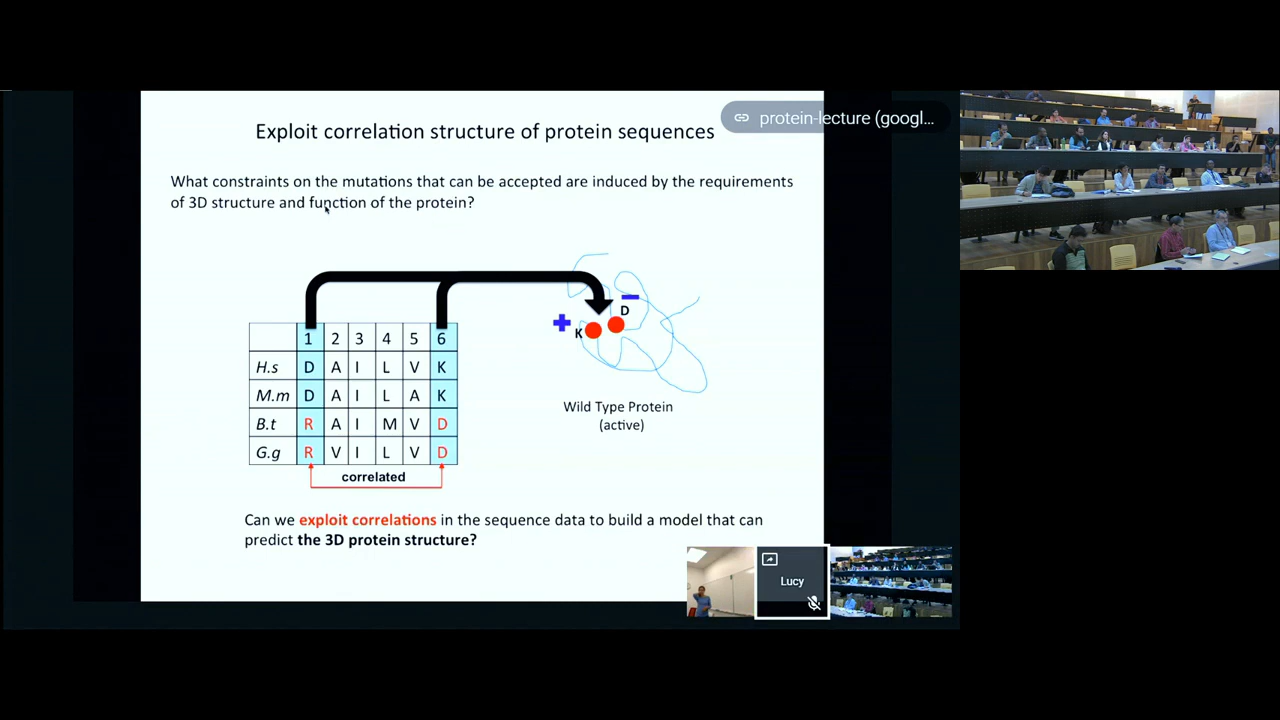 protein-lecture (googl...
Exploit correlation structure of protein sequences
What constraints on the mutations that can be accepted are induced by the requirements
of 3D structure and function of the protein?
D
K
1 2 3 4 5 6
H.s D A I L V K
M.m D A I L A K
B.t R A I M V D
G.g R V I L V D
correlated
Wild Type Protein
(active)
Can we exploit correlations in the sequence data to build a model that can
predict the 3D protein structure?
Lucy